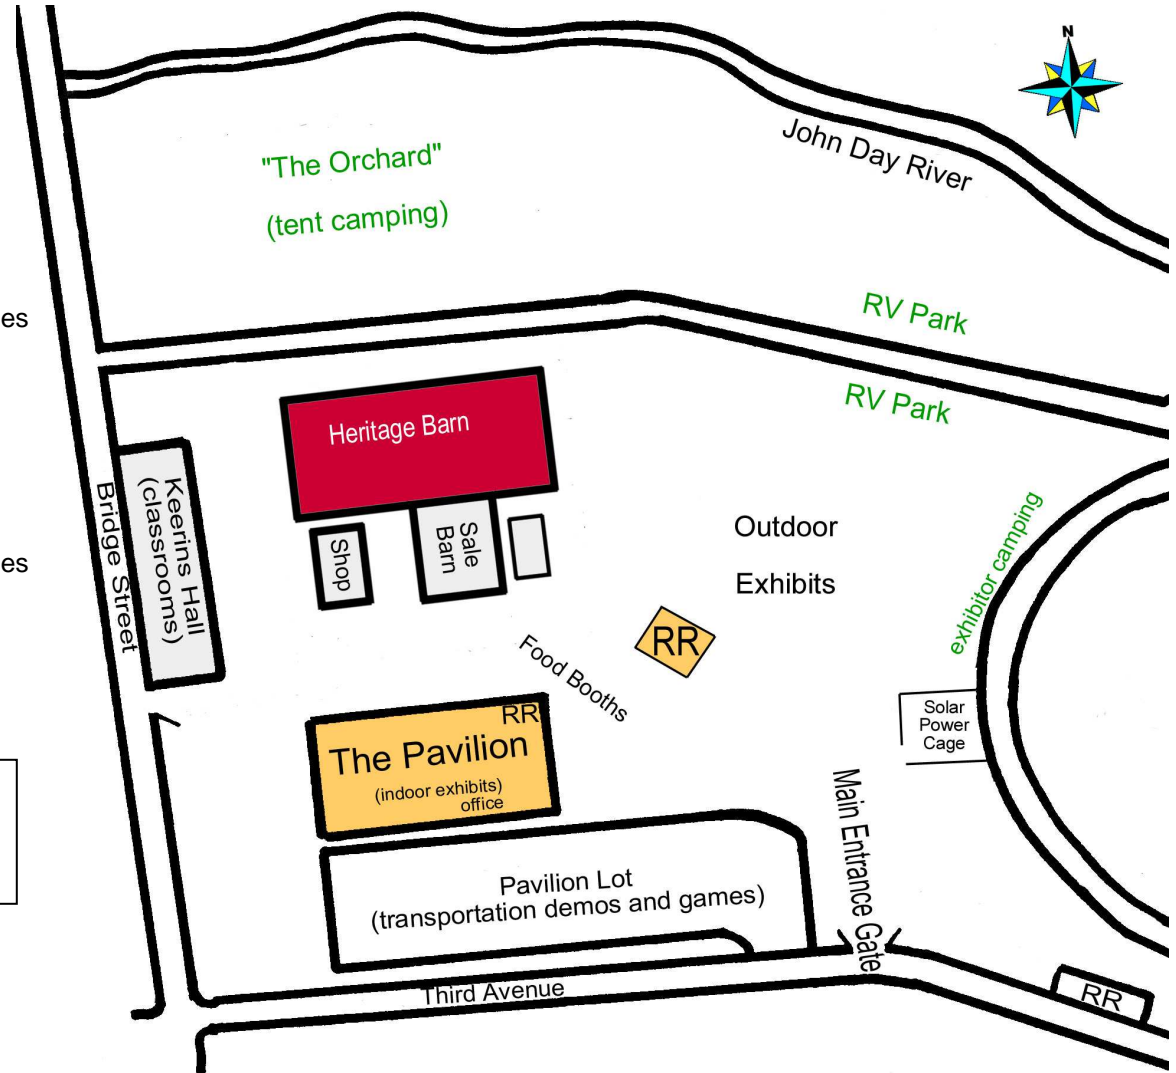 N
John Day River
"The Orchard"
(tent camping)
es
RV Park
RV Park
Heritage Barn
Keerins Hall
(classrooms)
Bridge Street
Shop
Sale
Barn
es
Outdoor
Exhibits
exhibitor camping
RR
Food Booths
Solar
Power
Cage
RR
The Pavilion
(indoor exhibits)
office
Main Entrance Gate
Pavilion Lot
(transportation demos and games)
Third Avenue
RR